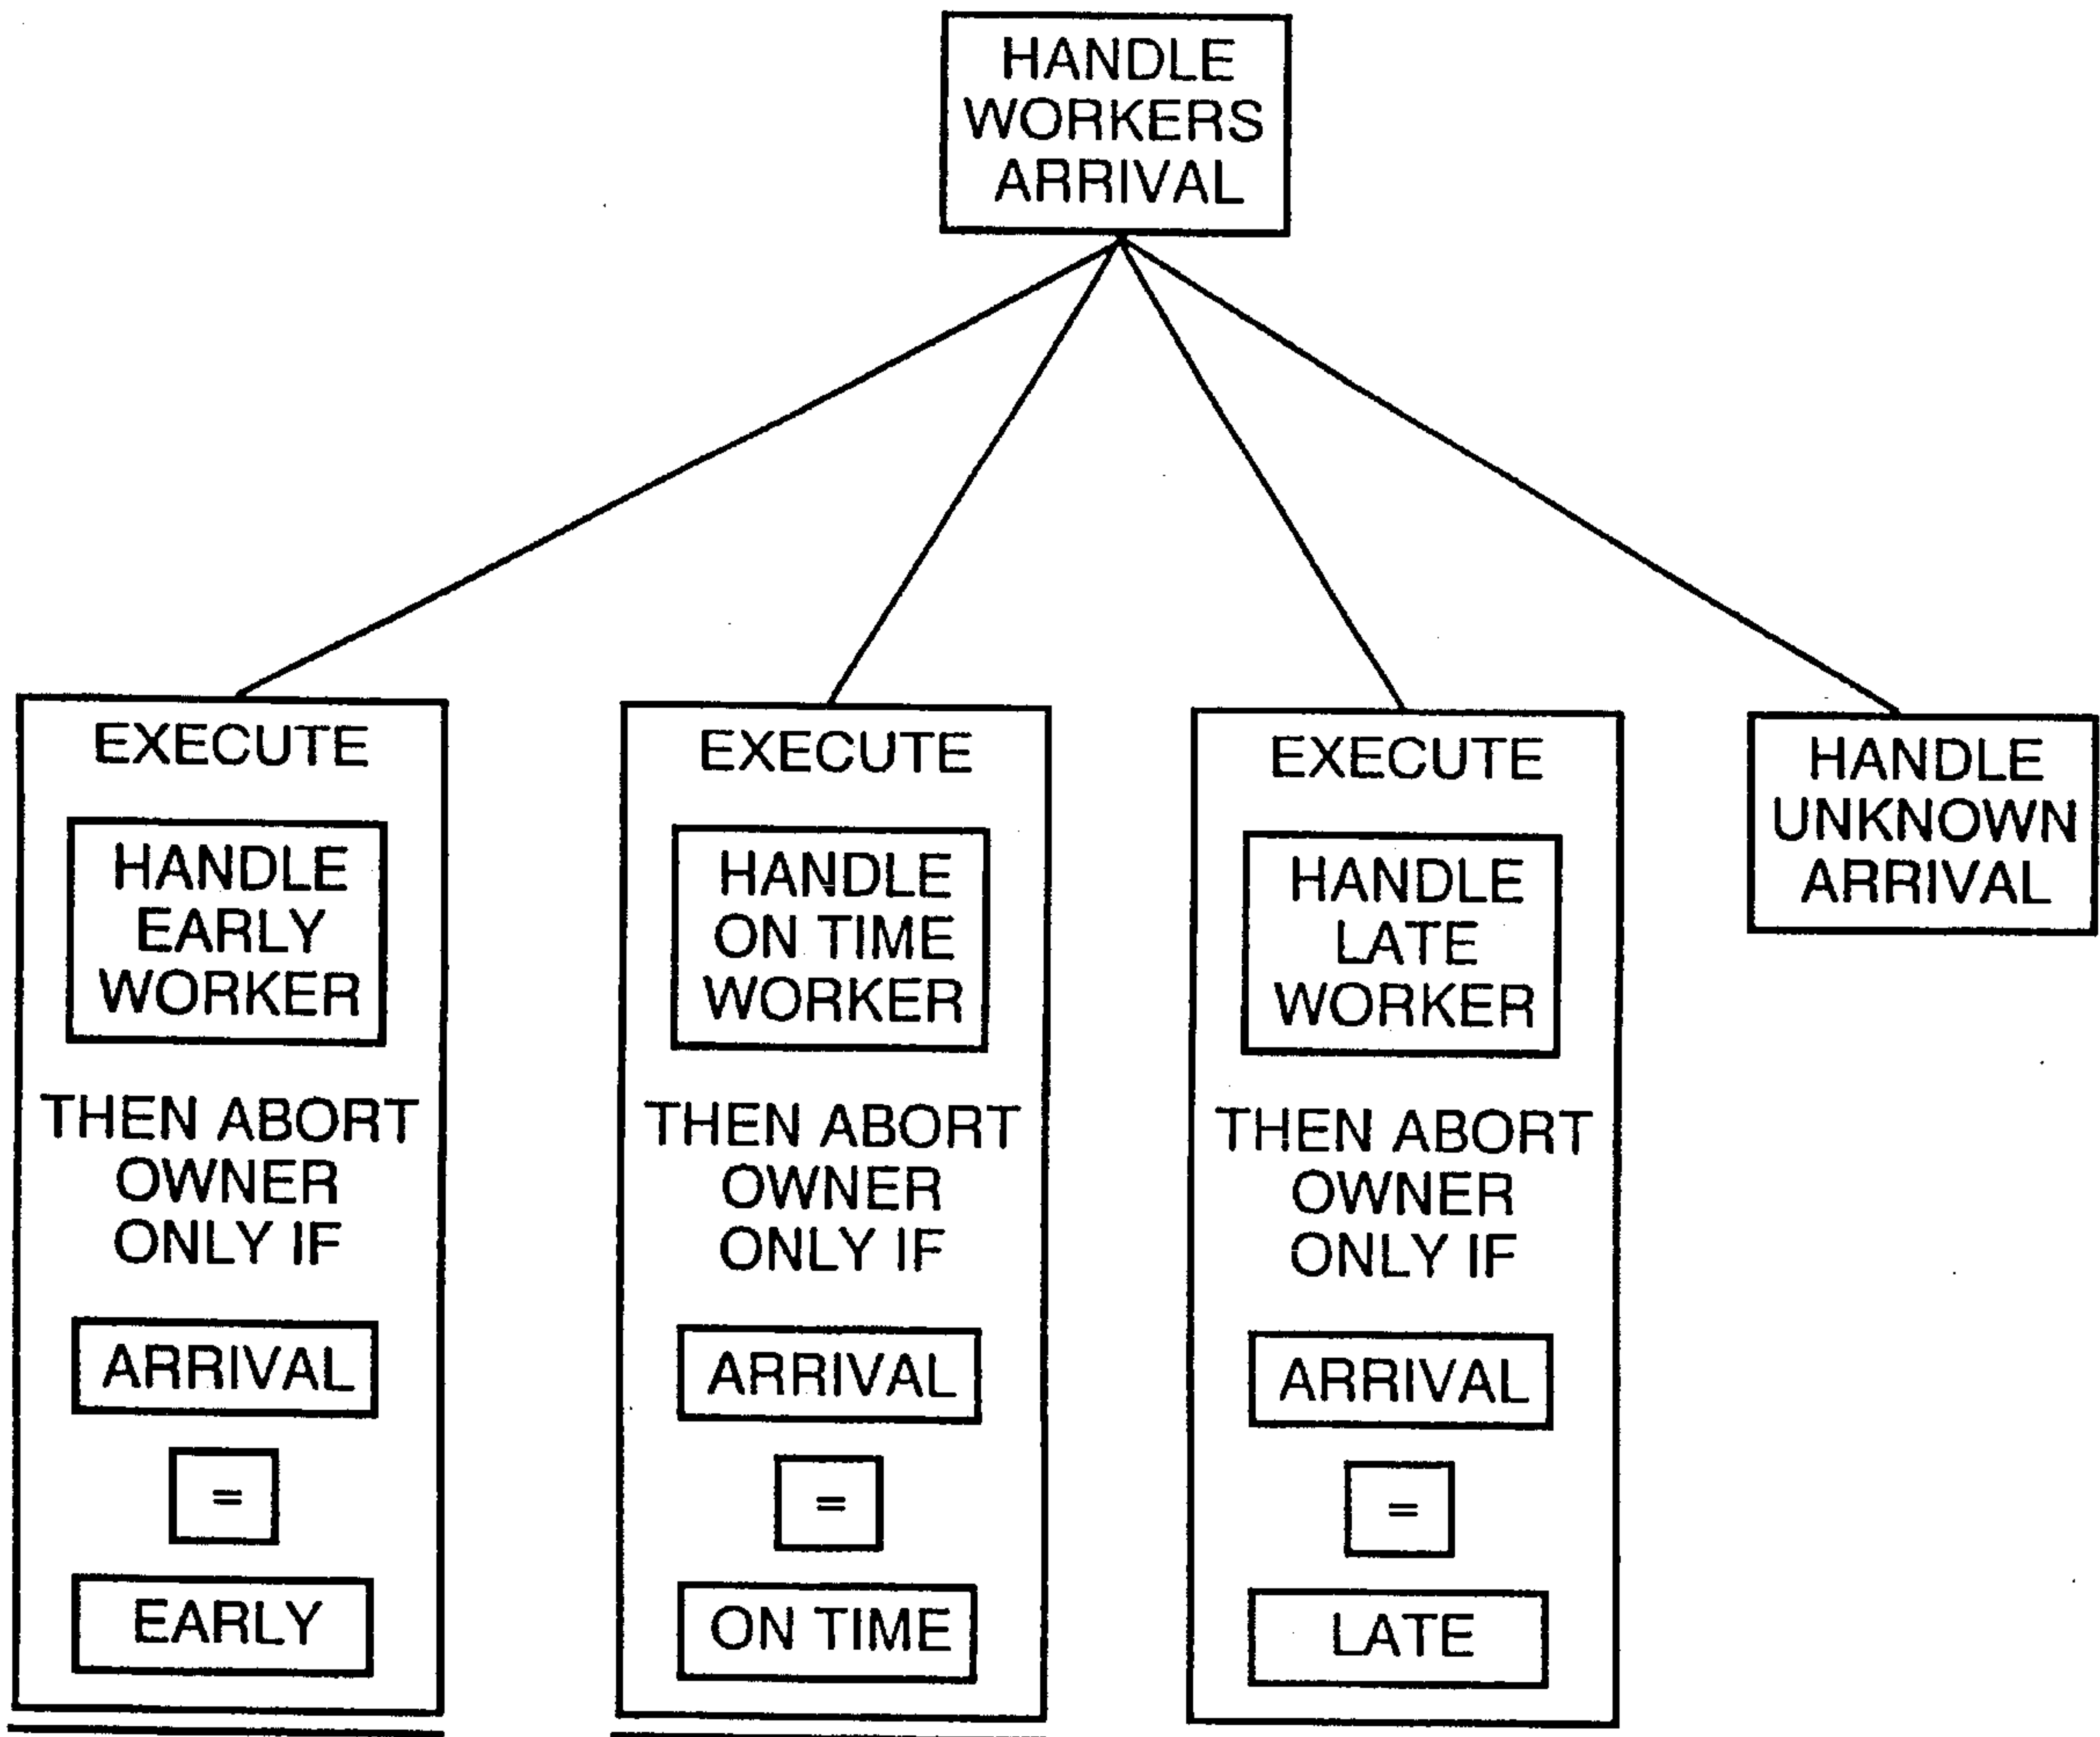 HANDLE
WORKERS
ARRIVAL
EXECUTE
HANDLE
EARLY
WORKER
THEN ABORT
OWNER
ONLY IF
ARRIVAL
=
EARLY
EXECUTE
HANDLE
ON TIME
WORKER
THEN ABORT
OWNER
ONLY IF
ARRIVAL
=
ON TIME
EXECUTE
HANDLE
LATE
WORKER
THEN ABORT
OWNER
ONLY IF
ARRIVAL
=
LATE
HANDLE
UNKNOWN
ARRIVAL